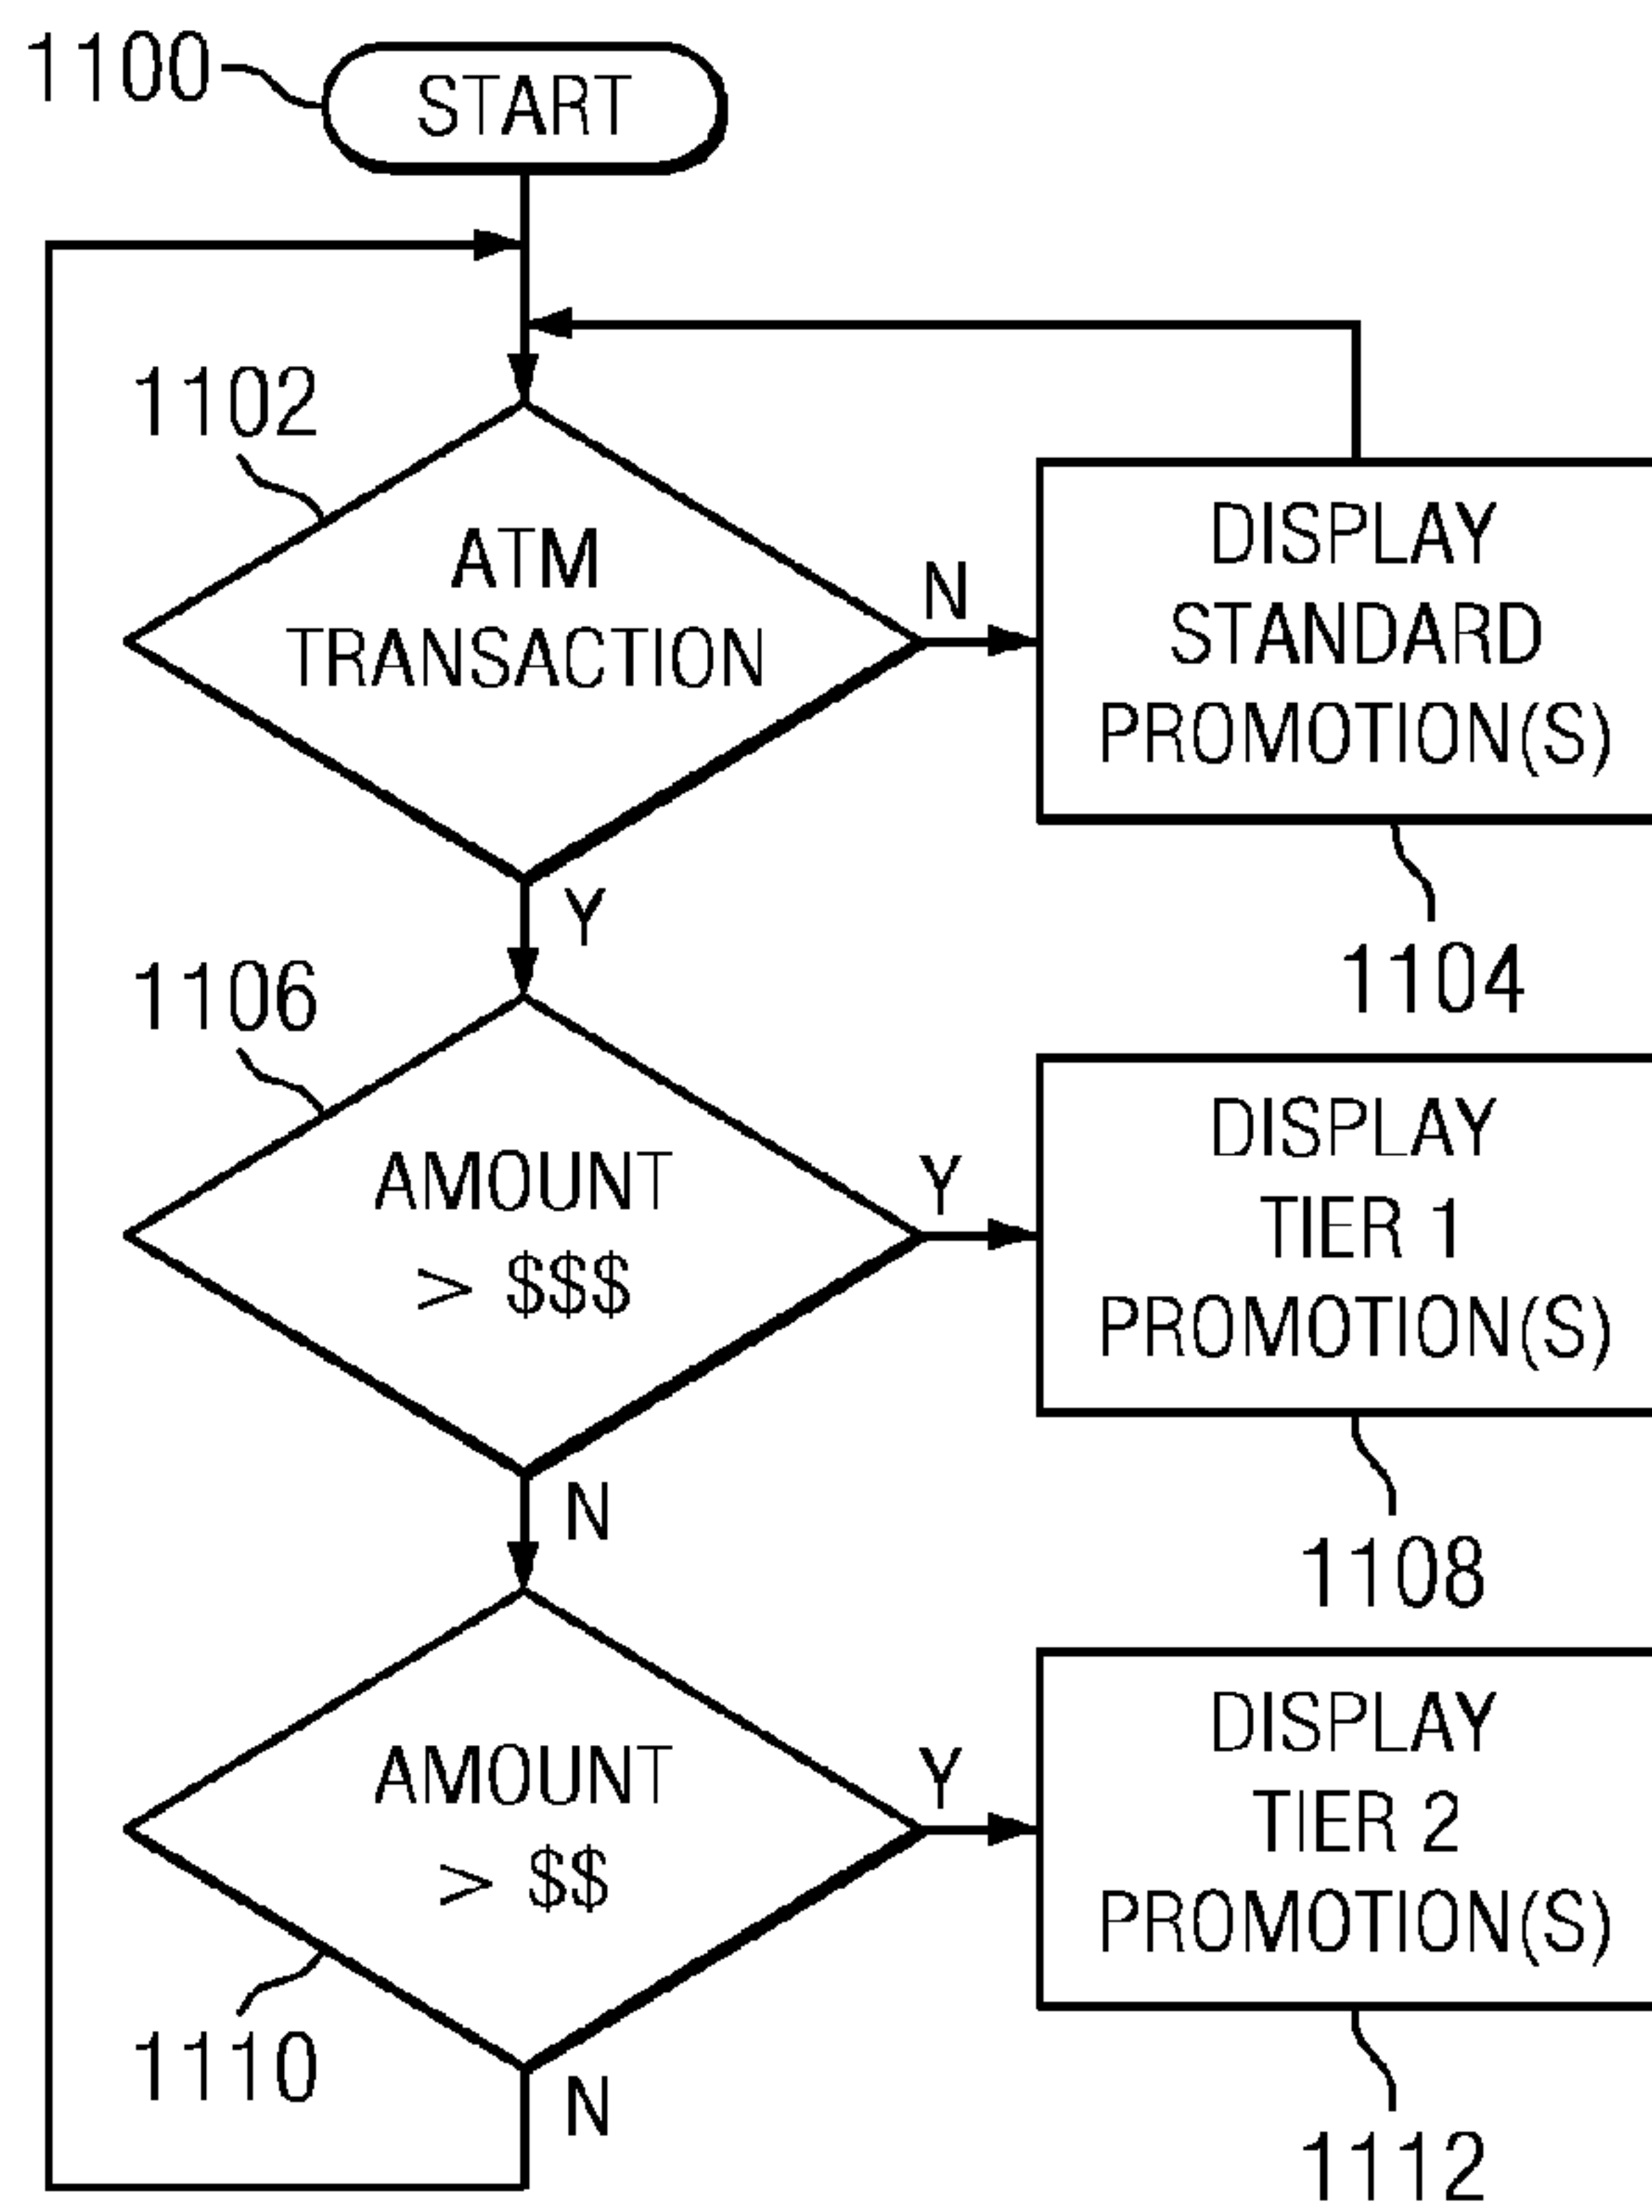 1100
START
1102
ATM
TRANSACTION
N
DISPLAY
STANDARD
PROMOTION(S)
1104
Y
1106
AMOUNT
> $$$
Y
DISPLAY
TIER 1
PROMOTION(S)
1108
N
AMOUNT
> $$
Y
DISPLAY
TIER 2
PROMOTION(S)
1110
N
1112